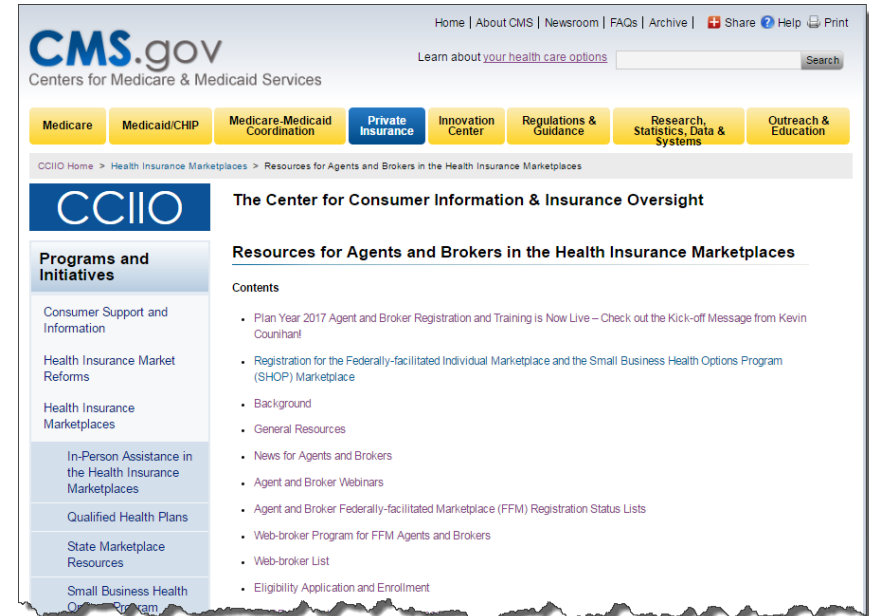 Home | About CMS | Newsroom | FAQs | Archive | Share Help Print
CMS.gov
Centers for Medicare & Medicaid Services
Learn about your health care options
Search
Medicare
Medicaid/CHIP
Medicare-Medicaid
Coordination
Private
Insurance
Innovation
Center
Regulations &
Guidance
Research,
Statistics, Data &
Systems
Outreach &
Education
CCIIO Home > Health Insurance Marketplaces > Resources for Agents and Brokers in the Health Insurance Marketplaces
CCIIO
Programs and
Initiatives
Consumer Support and
Information
Health Insurance Market
Reforms
Health Insurance
Marketplaces
In-Person Assistance in
the Health Insurance
Marketplaces
Qualified Health Plans
State Marketplace
Resources
Small Business Health
Program
The Center for Consumer Information & Insurance Oversight
Resources for Agents and Brokers in the Health Insurance Marketplaces
Contents
• Plan Year 2017 Agent and Broker Registration and Training is Now Live – Check out the Kick-off Message from Kevin
Counihan!
• Registration for the Federally-facilitated Individual Marketplace and the Small Business Health Options Program
(SHOP) Marketplace
• Background
• General Resources
• News for Agents and Brokers
• Agent and Broker Webinars
• Agent and Broker Federally-facilitated Marketplace (FFM) Registration Status Lists
• Web-broker Program for FFM Agents and Brokers
• Web-broker List
• Eligibility Application and Enrollment